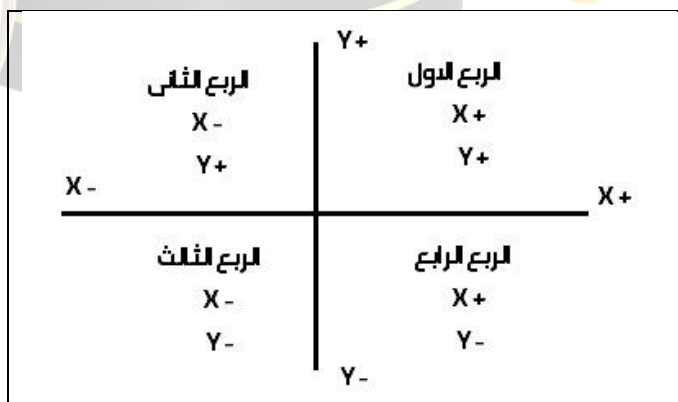 Y+
الربع الاول
X +
Y+
الربع الثانى
X -
Y+
X -
X +
الربع الثالث
X -
Y-
الربع الرابع
X +
Y-
Y-